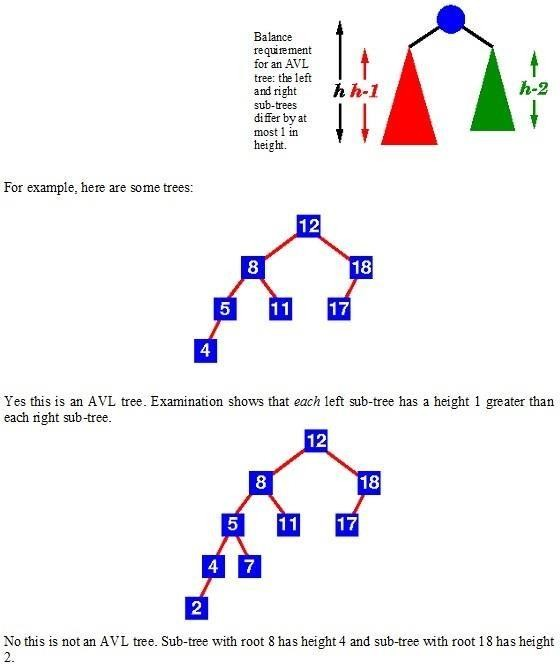 Balance
requirement
for an AVL
tree: the left
and right
sub-trees
differ by at
most 1 in
height.
h h-1
h-2
For example, here are some trees:
12
8 18
5 11 17
4
Yes this is an AVL tree. Examination shows that each left sub-tree has a height 1 greater than
each right sub-tree.
12
8 18
5 11 17
4 7
2
No this is not an AVL tree. Sub-tree with root 8 has height 4 and sub-tree with root 18 has height
2.